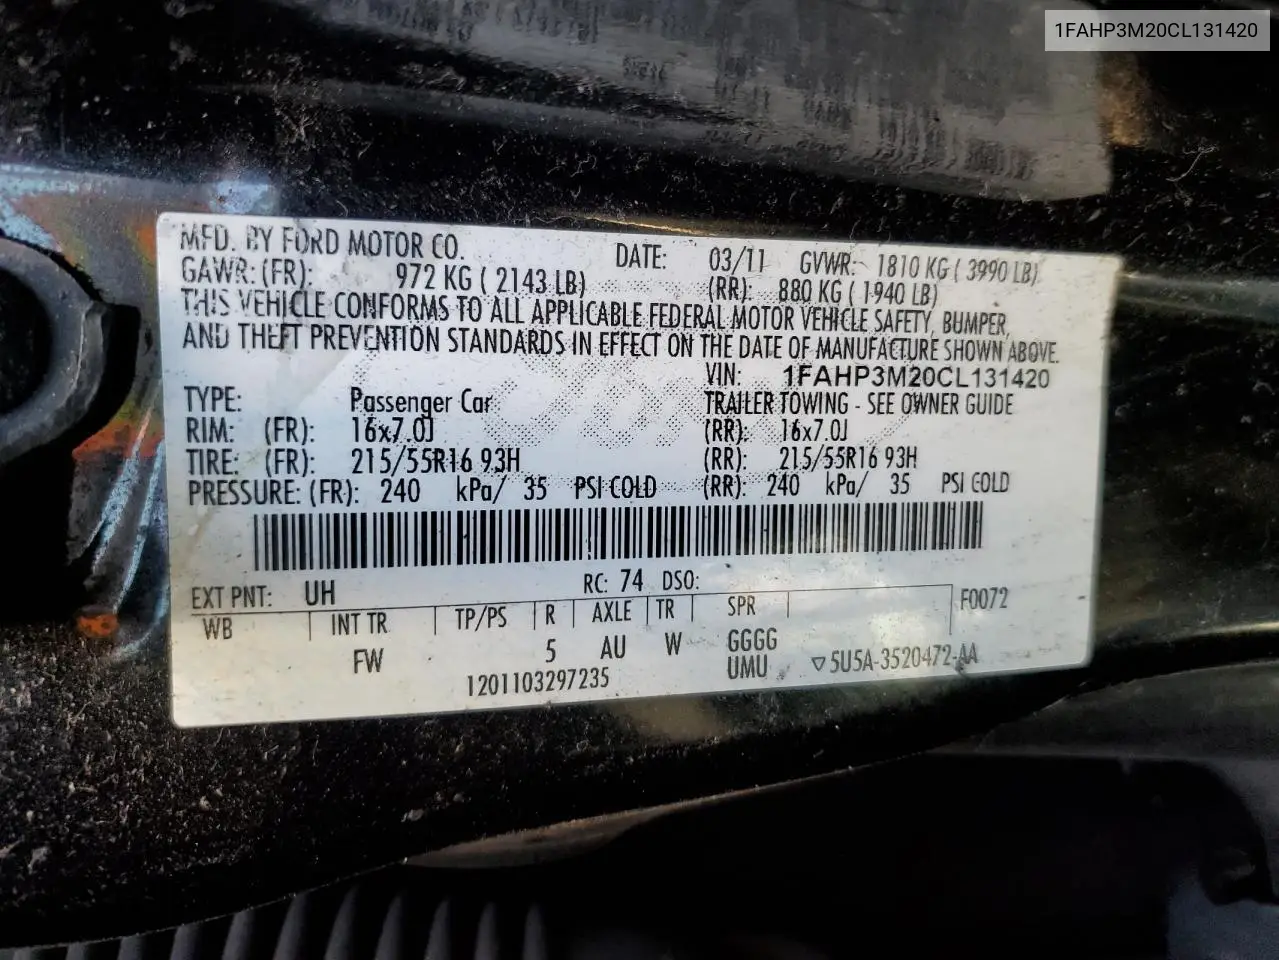 1FAHP3M20CL131420
MFD. BY FORD MOTOR CO. DATE: 03/11 GVWR: 1810 KG ( 3990 LB)
GAWR: (FR): 972 KG ( 2143 LB) (RR): 880 KG ( 1940 LB)
THIS VEHICLE CONFORMS TO ALL APPLICABLE FEDERAL MOTOR VEHICLE SAFETY, BUMPER,
AND THEFT PREVENTION STANDARDS IN EFFECT ON THE DATE OF MANUFACTURE SHOWN ABOVE.
VIN: 1FAHP3M20CL131420
TYPE: Passenger Car TRAILER TOWING - SEE OWNER GUIDE
RIM: (FR): 16x7.0J (RR): 16x7.0J
TIRE: (FR): 215/55R16 93H (RR): 215/55R16 93H
PRESSURE: (FR): 240 kPa/ 35 PSI COLD (RR): 240 kPa/ 35 PSI COLD
EXT PNT: UH RC: 74 DSO:
WB INT TR TP/PS R AXLE TR SPR F0072
FW 5 AU W GGGG
UMU ▽5U5A-3520472-AA
1201103297235